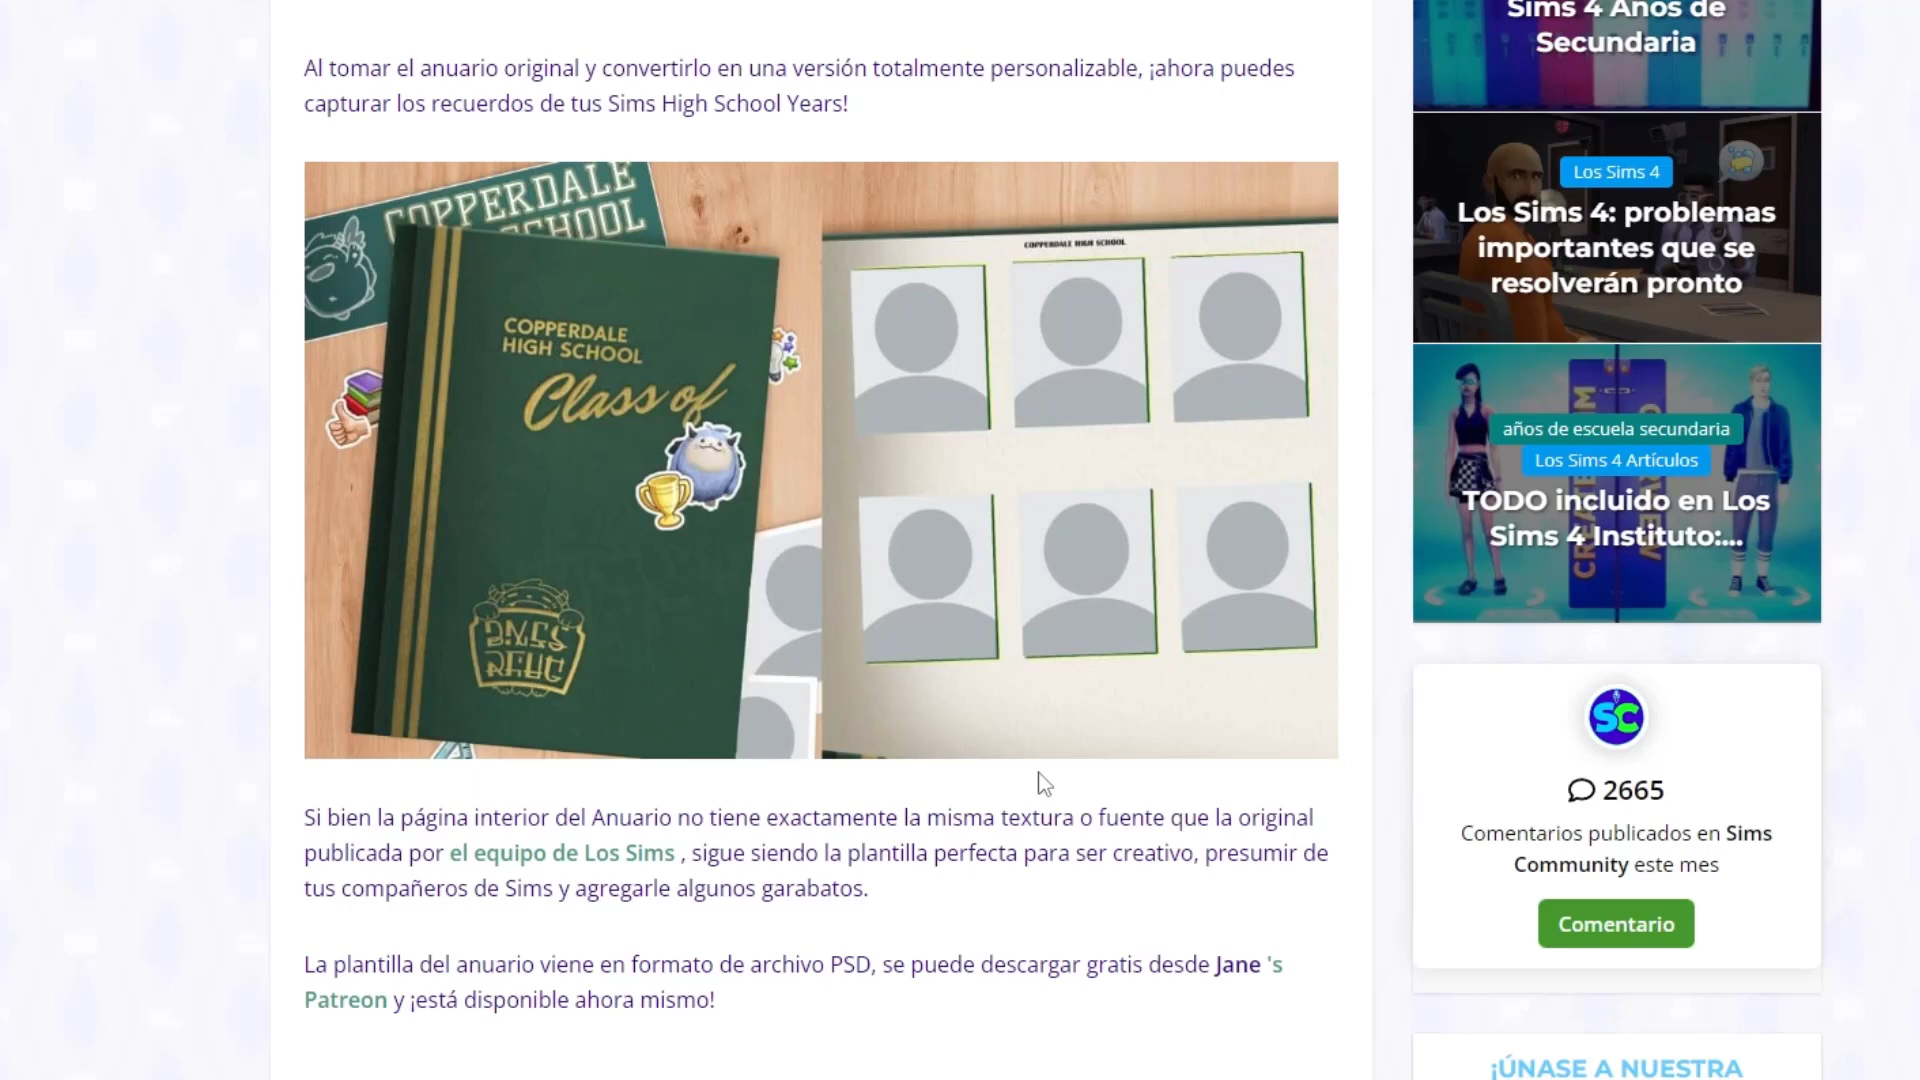 Al tomar el anuario original y convertirlo en una versión totalmente personalizable, ¡ahora puedes
capturar los recuerdos de tus Sims High School Years!
COPPERDALE
SCHOOL
COPPERDALE
HIGH SCHOOL
Class of
COPPERDALE HIGH SCHOOL
Si bien la página interior del Anuario no tiene exactamente la misma textura o fuente que la original
publicada por el equipo de Los Sims , sigue siendo la plantilla perfecta para ser creativo, presumir de
tus compañeros de Sims y agregarle algunos garabatos.
La plantilla del anuario viene en formato de archivo PSD, se puede descargar gratis desde Jane 's
Patreon y ¡está disponible ahora mismo!
Sims 4 Años de
Secundaria
Los Sims 4
Los Sims 4: problemas
importantes que se
resolverán pronto
años de escuela secundaria
Los Sims 4 Artículos
TODO incluido en Los
Sims 4 Instituto:...
SC
2665
Comentarios publicados en Sims
Community este mes
Comentario
¡ÚNASE A NUESTRA